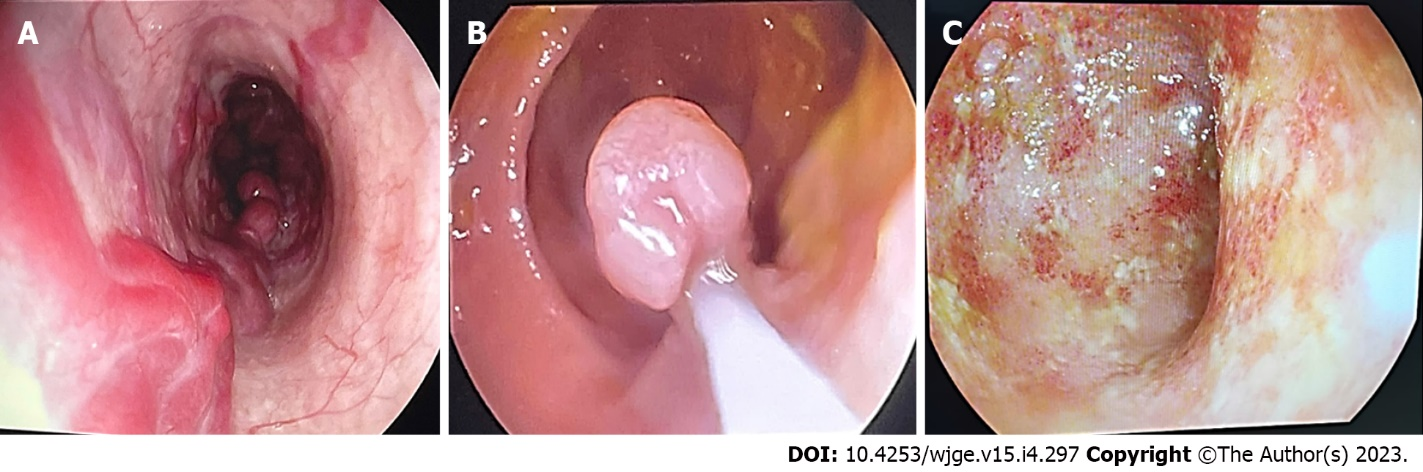 A
B
C
DOI: 10.4253/wjge.v15.i4.297 Copyright ©The Author(s) 2023.